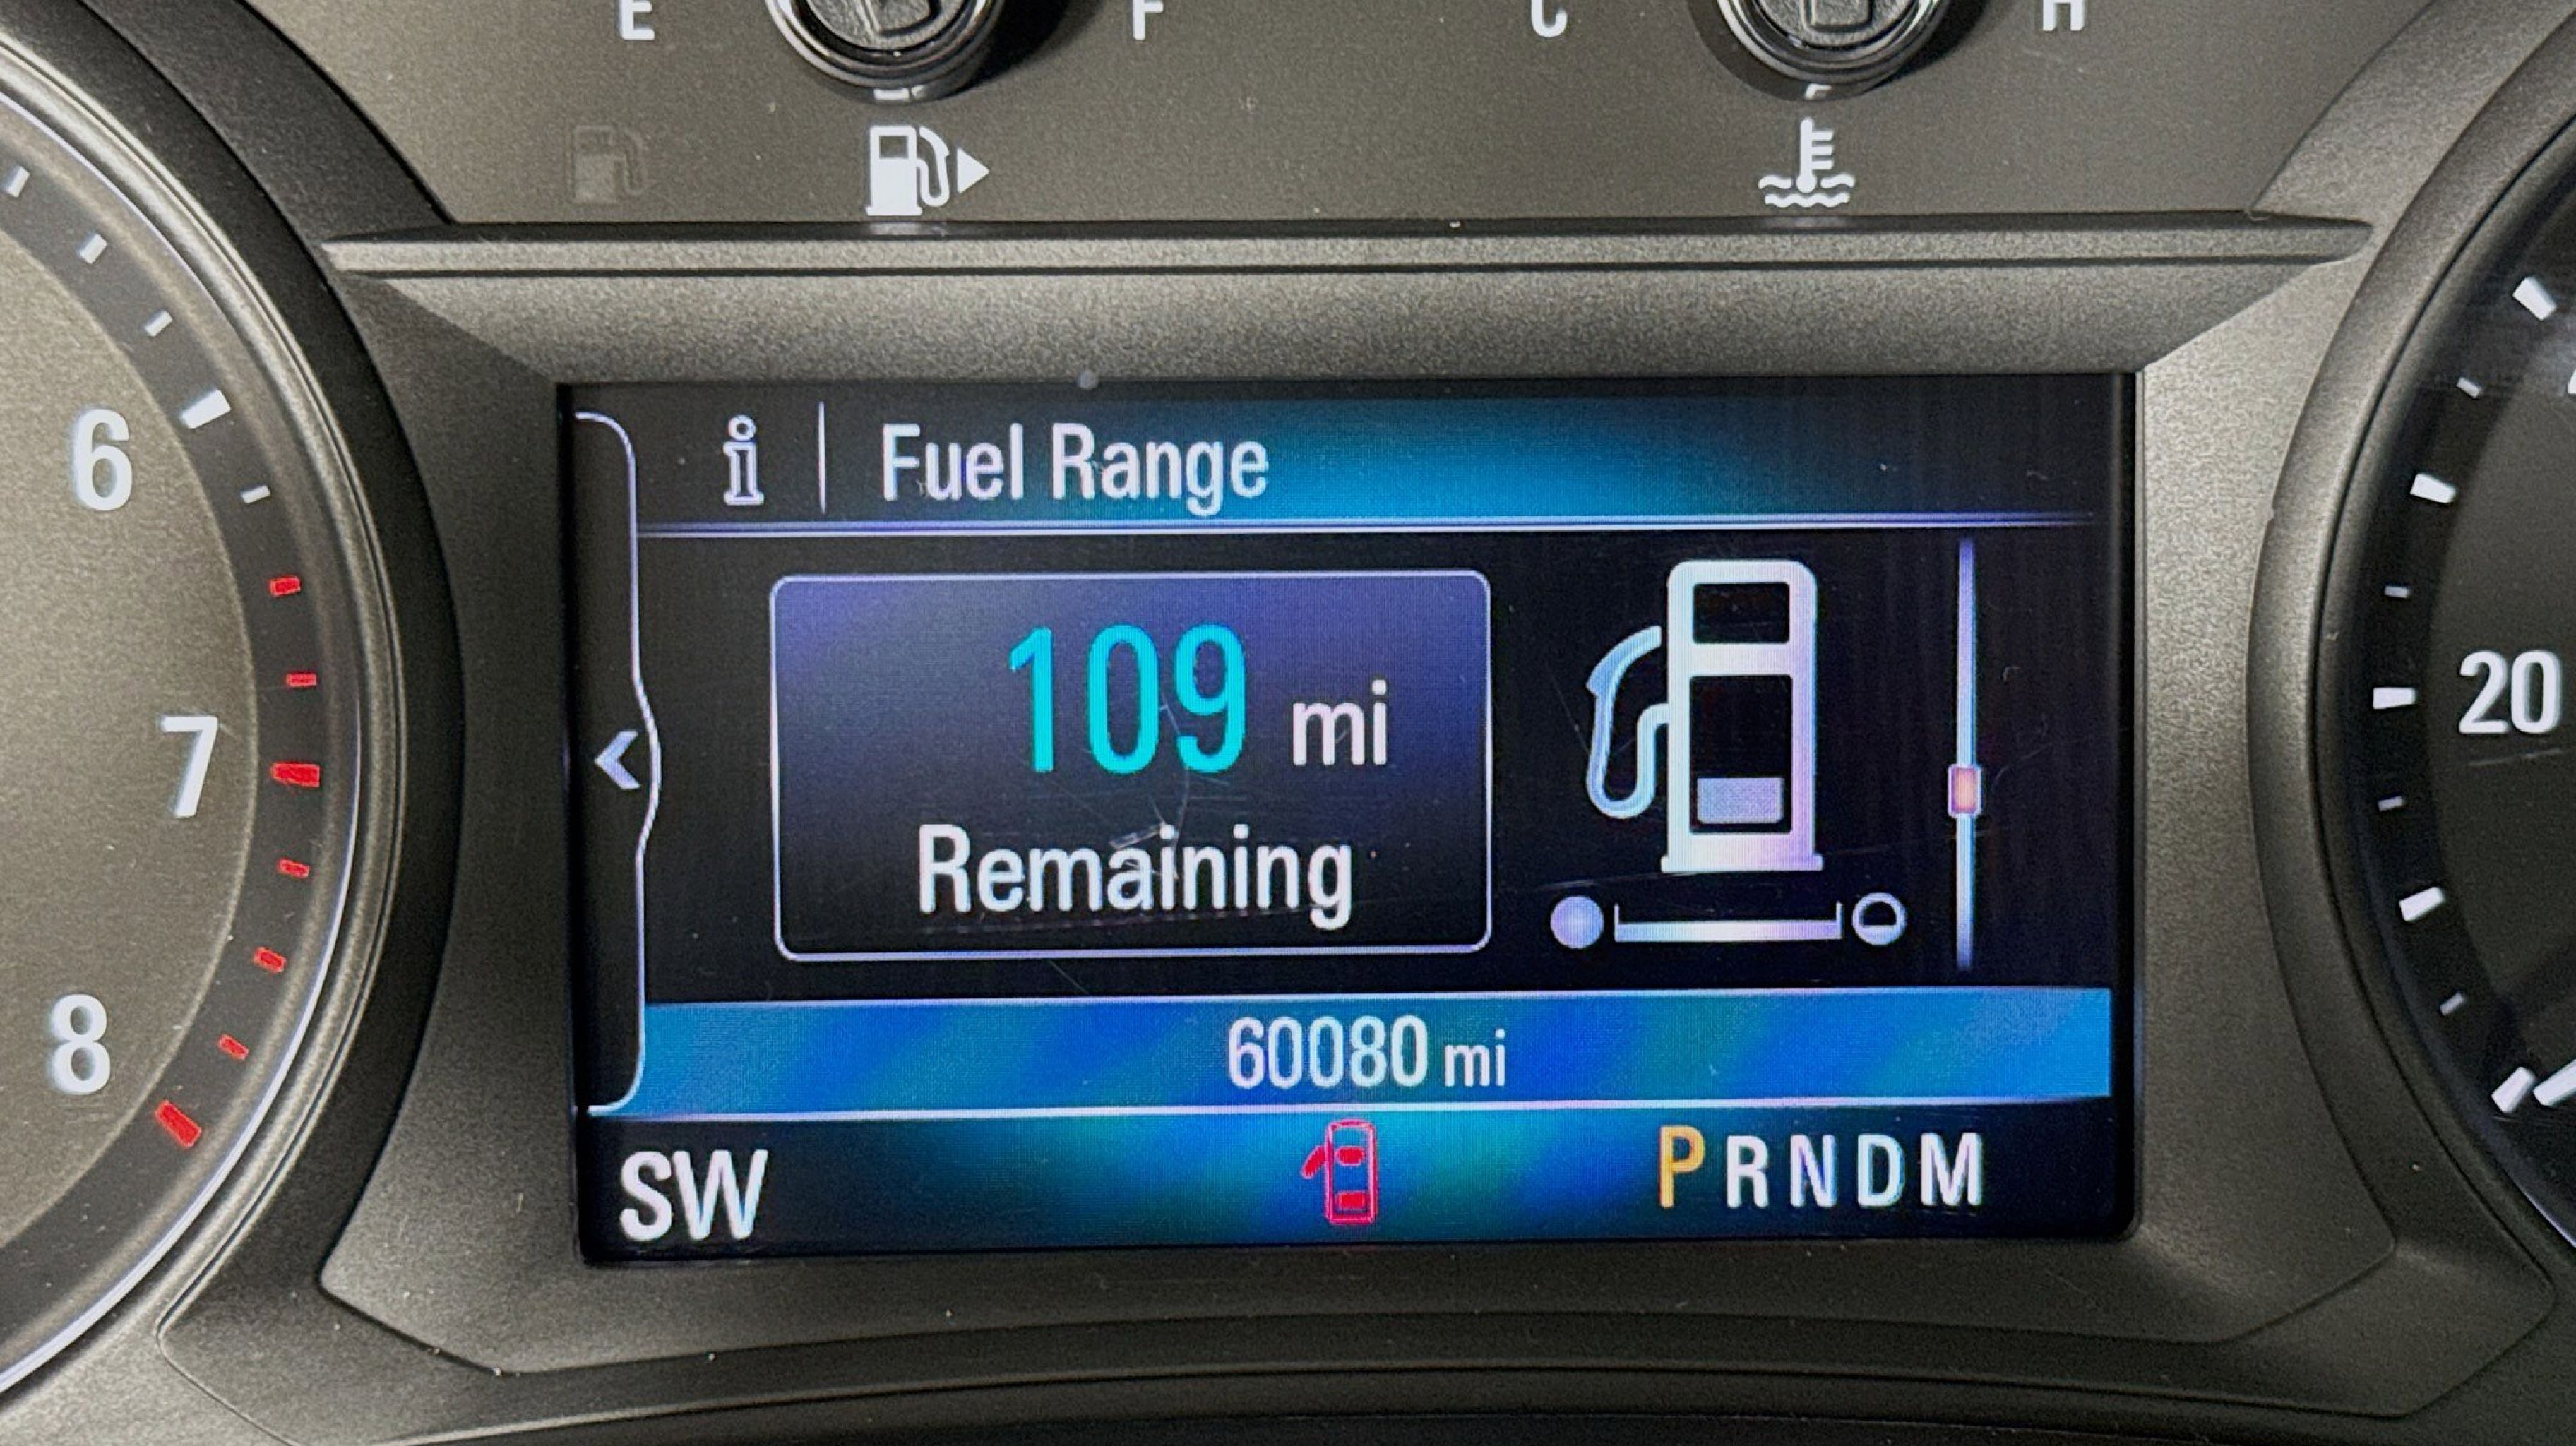 E F C H
i Fuel Range
6
109 mi
20
7
Remaining
8
60080 mi
SW PRNDM